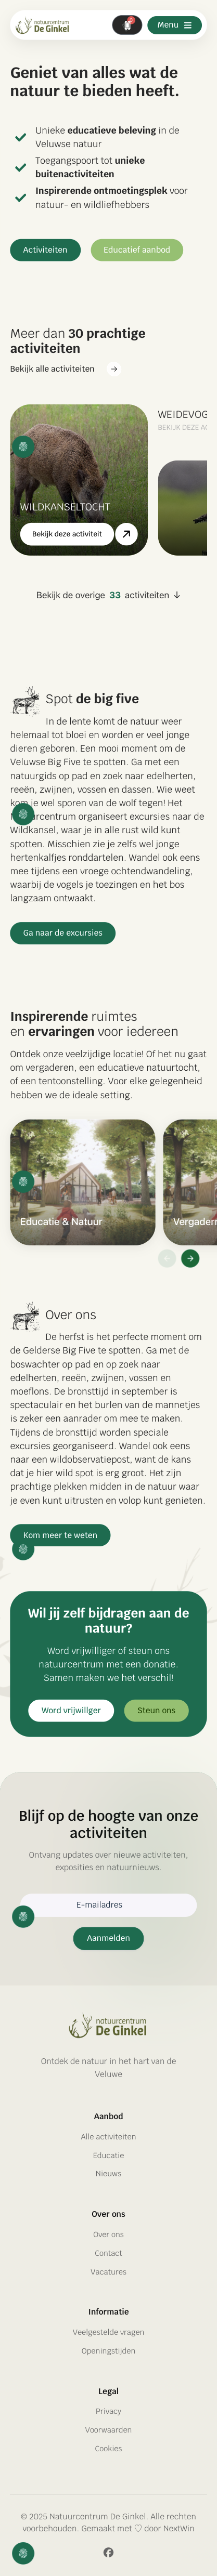 natuurcentrum
De Ginkel
Menu
Geniet van alles wat de
natuur te bieden heeft.
Unieke educatieve beleving in de
Veluwse natuur
Toegangspoort tot unieke
buitenactiviteiten
Inspirerende ontmoetingsplek voor
natuur- en wildliefhebbers
Activiteiten
Educatief aanbod
Meer dan 30 prachtige
activiteiten
Bekijk alle activiteiten →
WILDKANSELTOCHT
Bekijk deze activiteit
WEIDEVOG
BEKIJK DEZE AC
Bekijk de overige 33 activiteiten ↓
Spot de big five
In de lente komt de natuur weer
helemaal tot bloei en worden er veel jonge
dieren geboren. Een mooi moment om de
Veluwse Big Five te spotten. Ga met een
natuurgids op pad en zoek naar edelherten,
reeën, zwijnen, vossen en dassen. Wie weet
kom je wel sporen van de wolf tegen! Het
Natuurcentrum organiseert excursies naar de
Wildkansel, waar je in alle rust wild kunt
spotten. Misschien zie je zelfs wel jonge
hertenkalfjes ronddartelen. Wandel ook eens
mee tijdens een vroege ochtendwandeling,
waarbij de vogels je toezingen en het bos
langzaam ontwaakt.
Ga naar de excursies
Inspirerende ruimtes
en ervaringen voor iedereen
Ontdek onze veelzijdige locatie! Of het nu gaat
om vergaderen, een educatieve natuurtocht,
of een tentoonstelling. Voor elke gelegenheid
hebben we de ideale setting.
Educatie & Natuur
Vergaderr
Over ons
De herfst is het perfecte moment om
de Gelderse Big Five te spotten. Ga met de
boswachter op pad en op zoek naar
edelherten, reeën, zwijnen, vossen en
moeflons. De bronsttijd in september is
spectaculair en het burlen van de mannetjes
is zeker een aanrader om mee te maken.
Tijdens de bronsttijd worden speciale
excursies georganiseerd. Wandel ook eens
naar een wildobservatiepost, want de kans
dat je hier wild spot is erg groot. Het zijn
prachtige plekken midden in de natuur waar
je even kunt uitrusten en volop kunt genieten.
Kom meer te weten
Wil jij zelf bijdragen aan de
natuur?
Word vrijwilliger of steun ons
natuurcentrum met een donatie.
Samen maken we het verschil!
Word vrijwillger
Steun ons
Blijf op de hoogte van onze
activiteiten
Ontvang updates over nieuwe activiteiten,
exposities en natuurnieuws.
E-mailadres
Aanmelden
natuurcentrum
De Ginkel
Ontdek de natuur in het hart van de
Veluwe
Aanbod
Alle activiteiten
Educatie
Nieuws
Over ons
Over ons
Contact
Vacatures
Informatie
Veelgestelde vragen
Openingstijden
Legal
Privacy
Voorwaarden
Cookies
© 2025 Natuurcentrum De Ginkel. Alle rechten
voorbehouden. Gemaakt met ♡ door NextWin